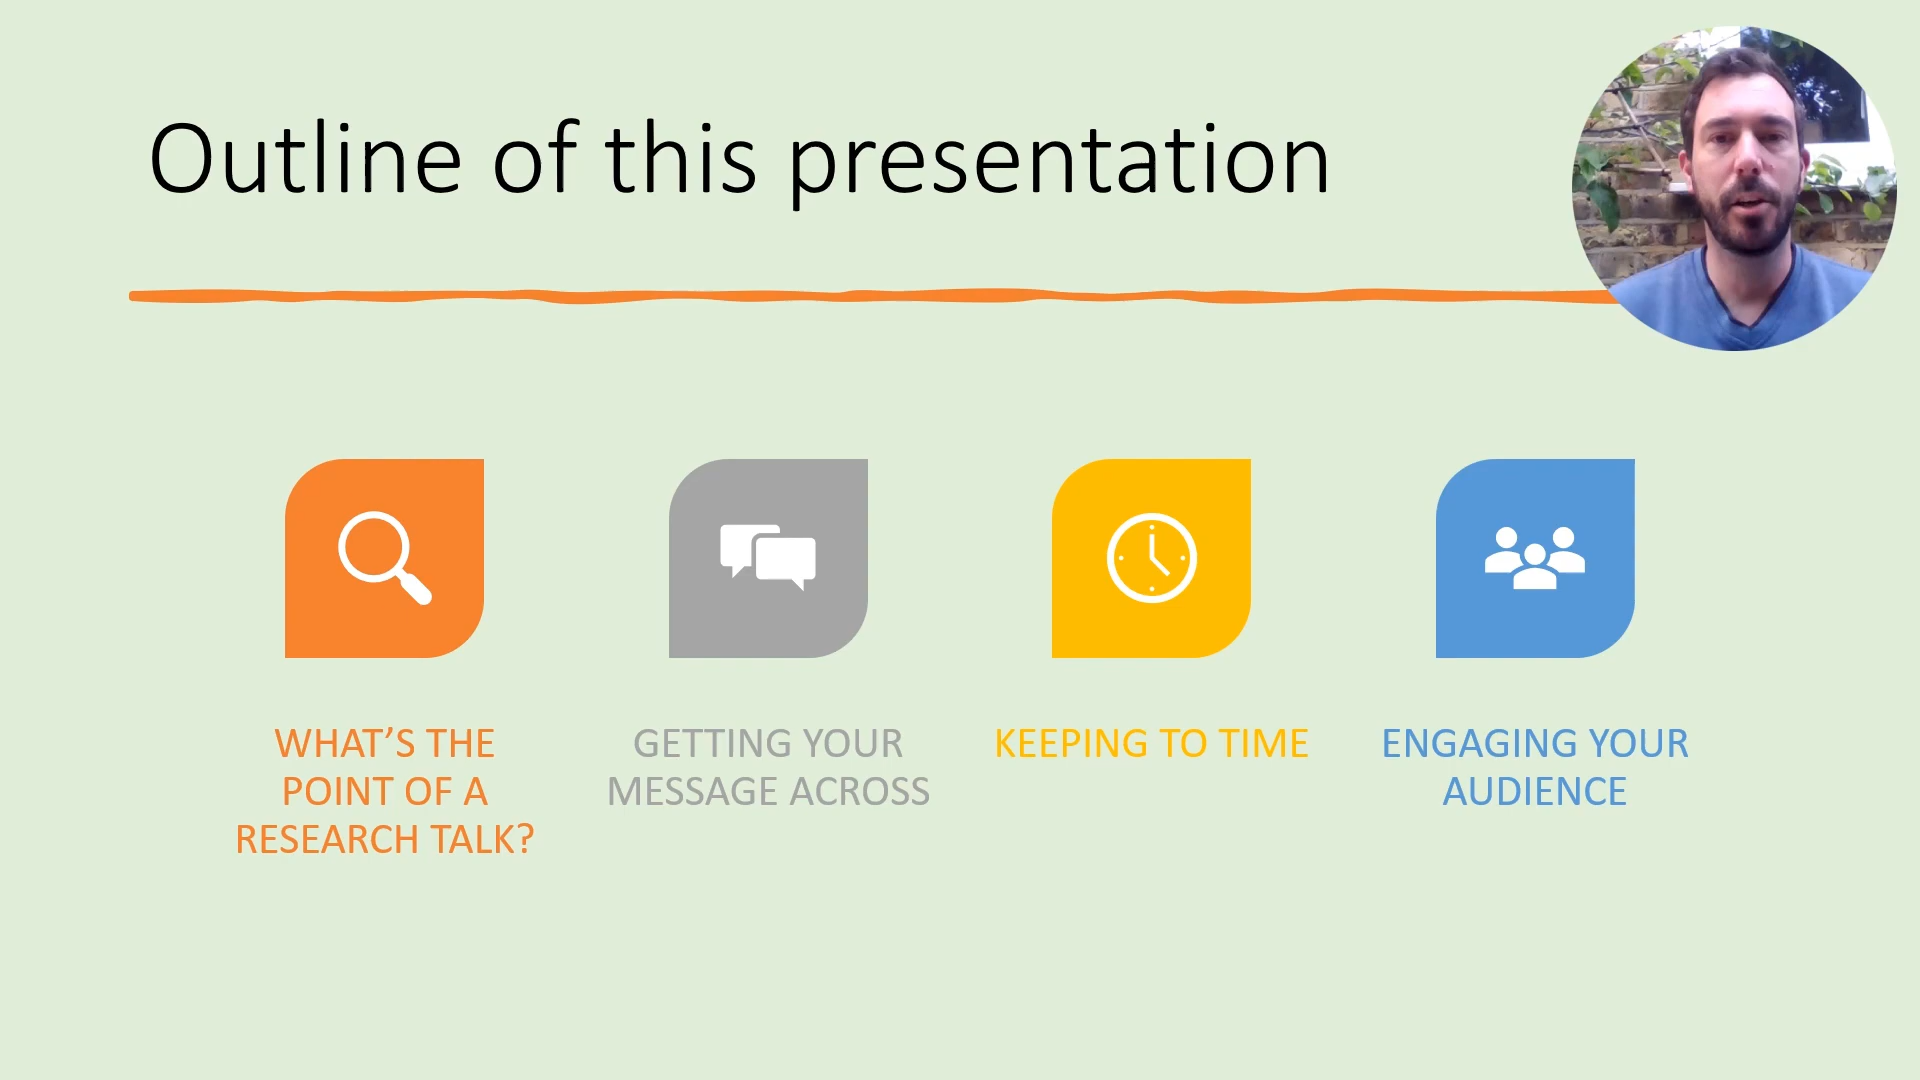 Outline of this presentation
WHAT’S THE
POINT OF A
RESEARCH TALK?
GETTING YOUR
MESSAGE ACROSS
KEEPING TO TIME
ENGAGING YOUR
AUDIENCE